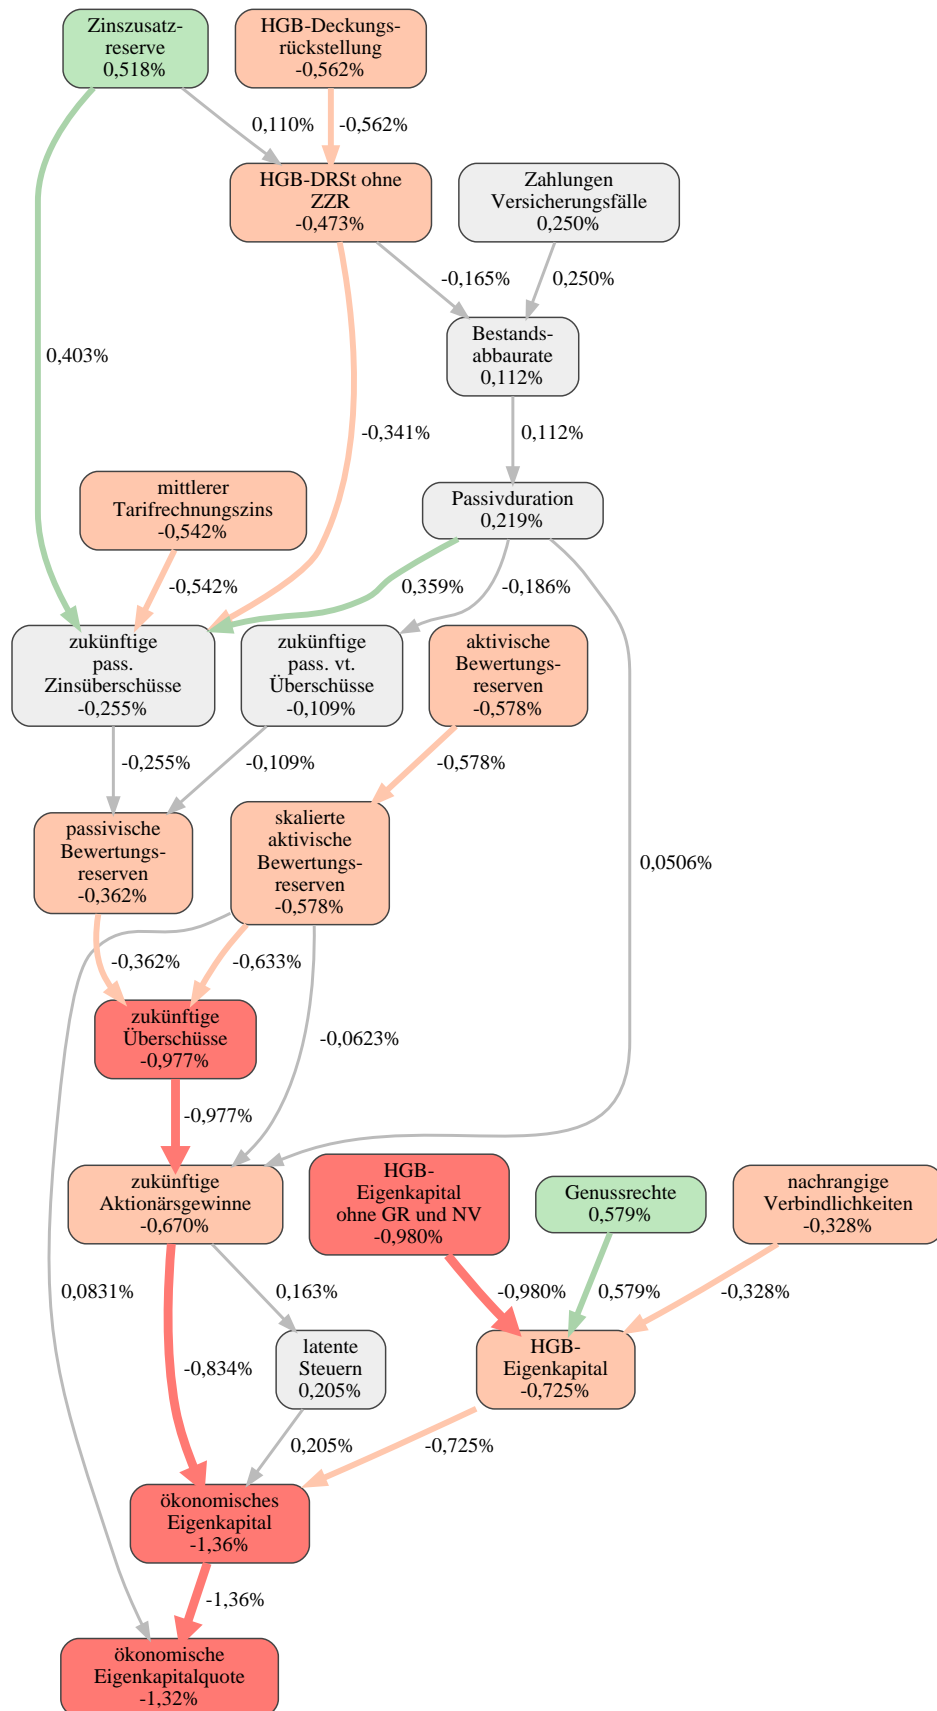 Zinszusatz-
reserve
0,518%
HGB-Deckungs-
rückstellung
-0,562%
0,110%
-0,562%
HGB-DRSt ohne
ZZR
-0,473%
Zahlungen
Versicherungsfälle
0,250%
-0,165%
0,250%
Bestands-
abbaurate
0,112%
0,403%
-0,341%
0,112%
mittlerer
Tarifrechnungszins
-0,542%
Passivduration
0,219%
-0,542%
0,359%
-0,186%
zukünftige
pass.
Zinsüberschüsse
-0,255%
zukünftige
pass. vt.
Überschüsse
-0,109%
aktivische
Bewertungs-
reserven
-0,578%
-0,255%
-0,109%
-0,578%
passivische
Bewertungs-
reserven
-0,362%
skalierte
aktivische
Bewertungs-
reserven
-0,578%
0,0506%
-0,362%
-0,633%
zukünftige
Überschüsse
-0,977%
-0,0623%
-0,977%
zukünftige
Aktionärsgewinne
-0,670%
HGB-
Eigenkapital
ohne GR und NV
-0,980%
Genussrechte
0,579%
nachrangige
Verbindlichkeiten
-0,328%
0,0831%
0,163%
-0,980%
0,579%
-0,328%
-0,834%
latente
Steuern
0,205%
HGB-
Eigenkapital
-0,725%
0,205%
-0,725%
ökonomisches
Eigenkapital
-1,36%
-1,36%
ökonomische
Eigenkapitalquote
-1,32%